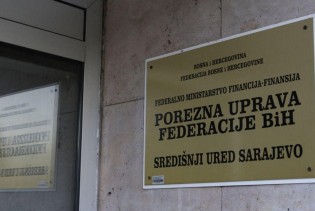 BOSNA I HERCEGOVINA
FEDERACIJA BOSNE I HERCEGOVINE
FEDERALNO MINISTARSTVO FINANCIJA-FINANSIJA
POREZNA UPRAVA
FEDERACIJE BiH
SREDIŠNJI URED SARAJEVO